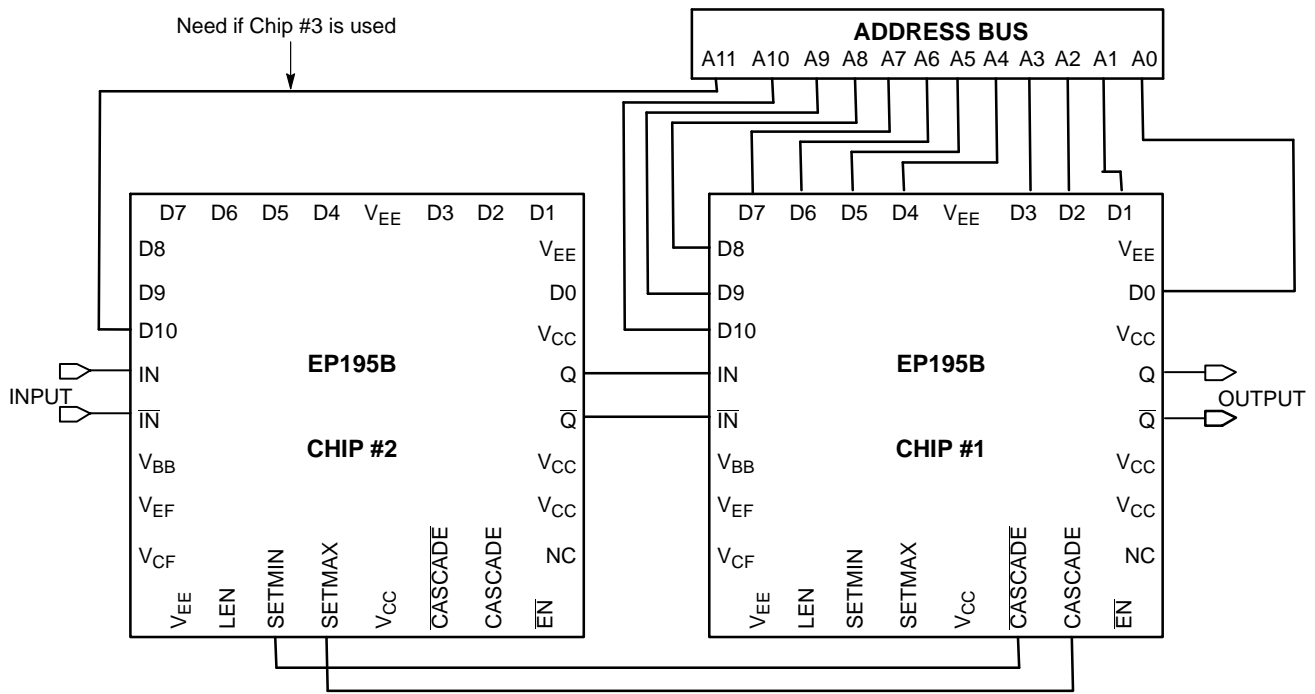 Need if Chip #3 is used
ADDRESS BUS
A11 A10 A9 A8 A7 A6 A5 A4 A3 A2 A1 A0
D7 D6 D5 D4 VEE D3 D2 D1
D8 VEE
D9 D0
D10 VCC
IN EP195B Q
IN Q
CHIP #2
VBB VCC
VEF VCC
VCF NC
VEE LEN SETMIN SETMAX VCC CASCADE CASCADE EN
INPUT
D7 D6 D5 D4 VEE D3 D2 D1
D8 VEE
D9 D0
D10 VCC
IN EP195B Q
IN Q
CHIP #1
VBB VCC
VEF VCC
VCF NC
VEE LEN SETMIN SETMAX VCC CASCADE CASCADE EN
OUTPUT